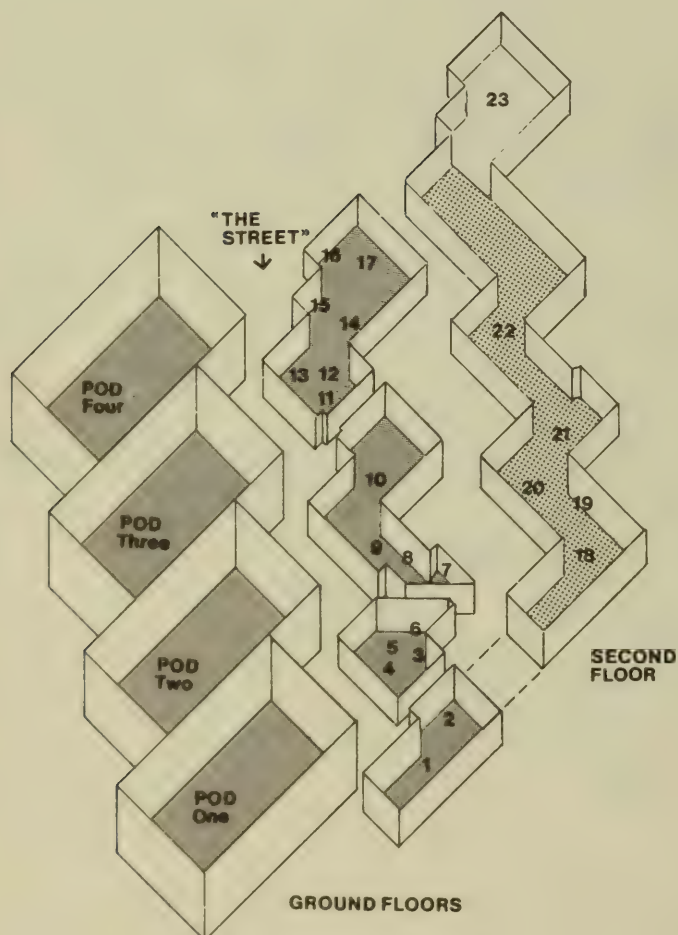 23
"THE
STREET"
↓
16
17
15
14
22
13
12
11
POD
Four
21
10
20
19
POD
Three
9
8
7
18
6
5
3
4
SECOND
FLOOR
POD
Two
2
1
POD
One
GROUND FLOORS